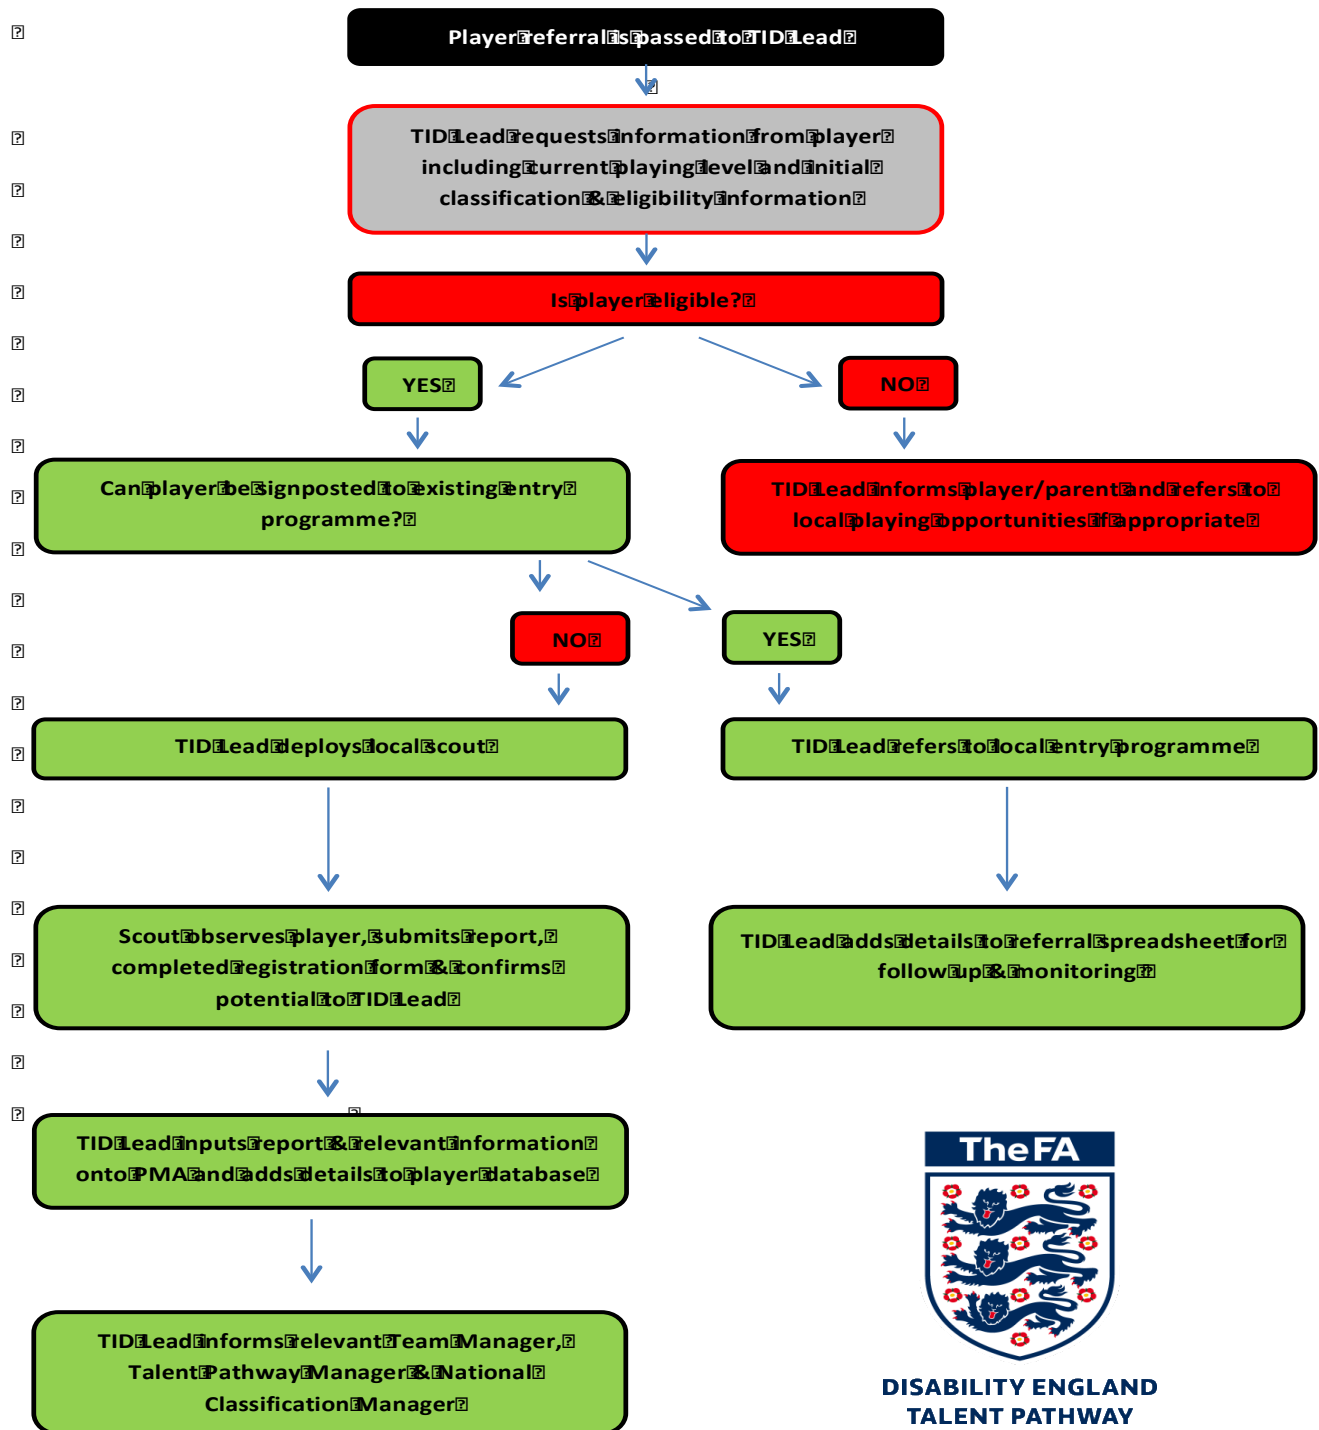 Player referral is passed to TID Lead
TID Lead requests information from player
including current playing level and initial
classification & eligibility information
Is player eligible?
YES
NO
Can player be signposted to existing entry
programme?
TID Lead informs player/parent and refers to
local playing opportunities if appropriate
NO
YES
TID Lead deploys local scout
TID Lead refers to local entry programme
Scout observes player, submits report,
completed registration form & confirms
potential to TID Lead
TID Lead adds details to referral spreadsheet for
follow up & monitoring
TID Lead inputs report & relevant information
onto PMA and adds details to player database
TID Lead informs relevant Team Manager,
Talent Pathway Manager & National
Classification Manager
TheFA
DISABILITY ENGLAND
TALENT PATHWAY